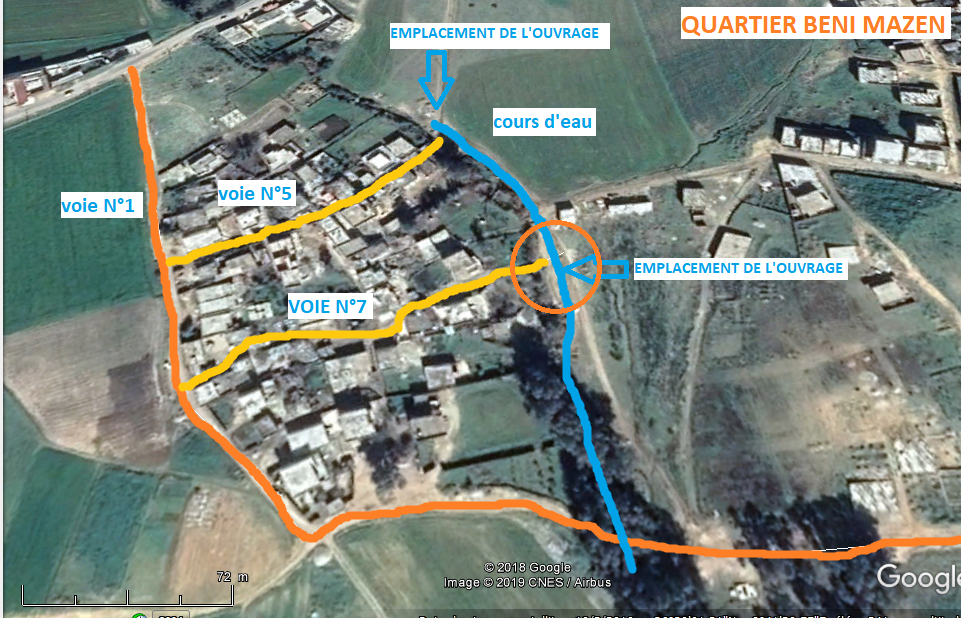 QUARTIER BENI MAZEN
EMPLACEMENT DE L'OUVRAGE
cours d'eau
voie N°5
voie N°1
EMPLACEMENT DE L'OUVRAGE
VOIE N°7
72 m
© 2018 Google
Image © 2019 CNES / Airbus
Google